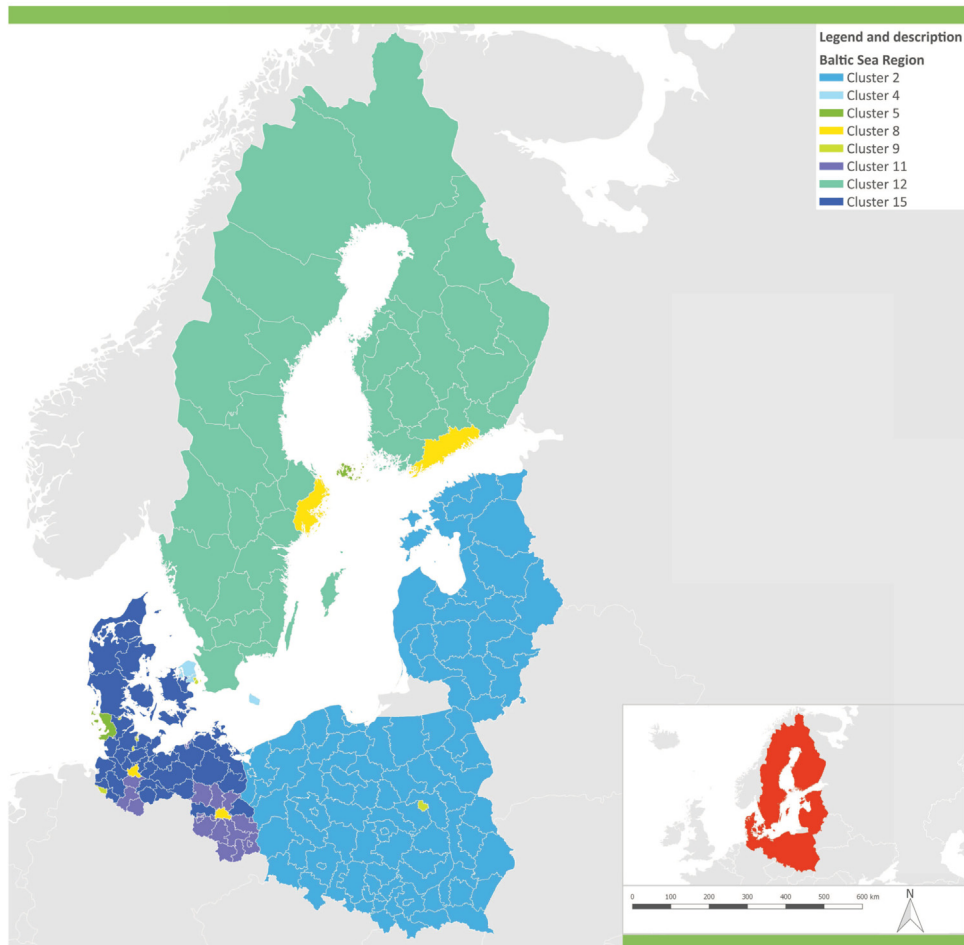 Legend and description
Baltic Sea Region
Cluster 2
Cluster 4
Cluster 5
Cluster 8
Cluster 9
Cluster 11
Cluster 12
Cluster 15
0 100 200 300 400 500 600 km
N